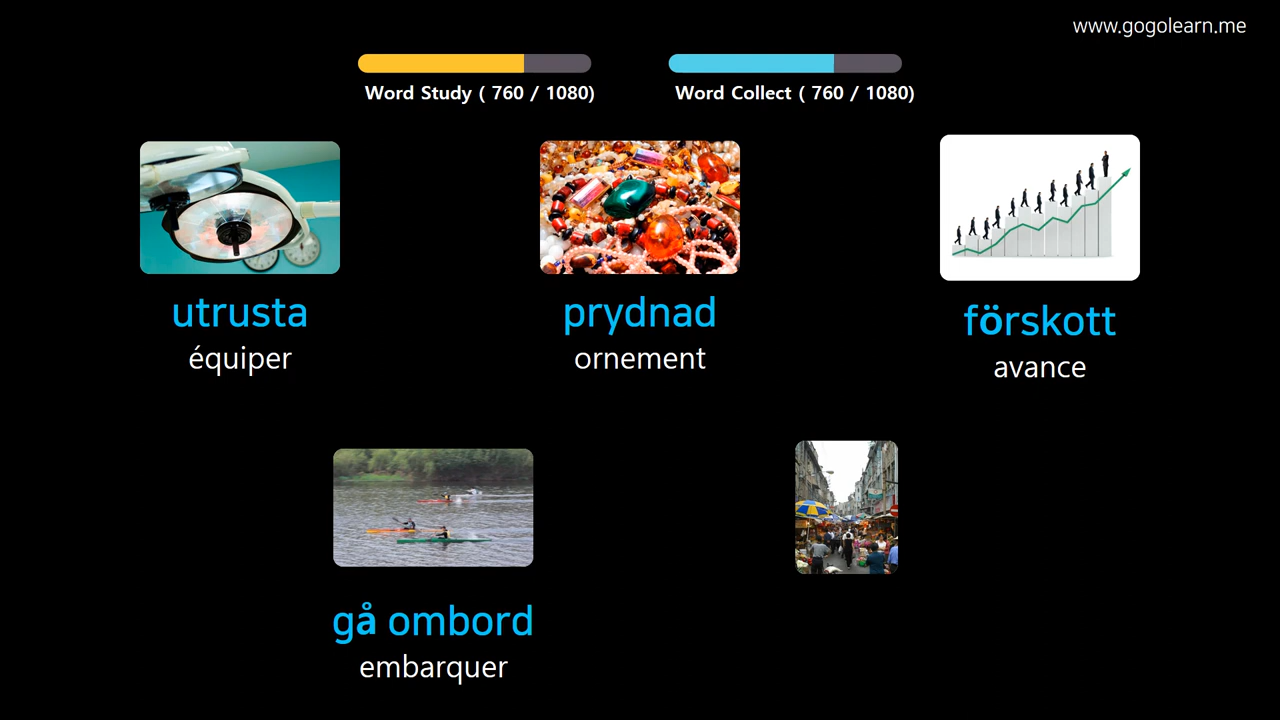 www.gogolearn.me
Word Study ( 760 / 1080)
Word Collect ( 760 / 1080)
utrusta
équiper
prydnad
ornement
förskott
avance
gå ombord
embarquer